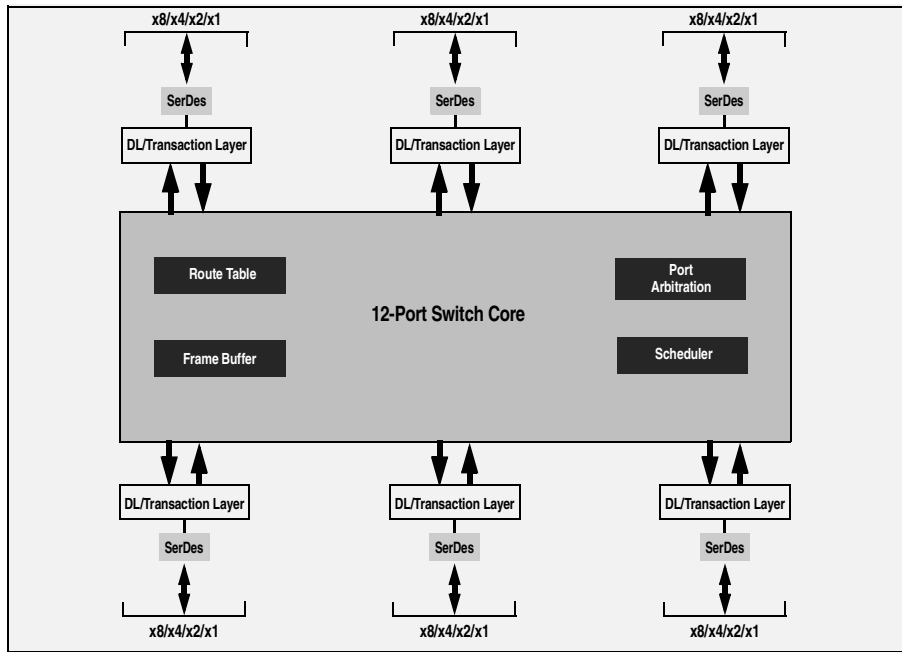 x8/x4/x2/x1
x8/x4/x2/x1
x8/x4/x2/x1
SerDes
SerDes
SerDes
DL/Transaction Layer
DL/Transaction Layer
DL/Transaction Layer
Route Table
Port
Arbitration
12-Port Switch Core
Frame Buffer
Scheduler
DL/Transaction Layer
DL/Transaction Layer
DL/Transaction Layer
SerDes
SerDes
SerDes
x8/x4/x2/x1
x8/x4/x2/x1
x8/x4/x2/x1